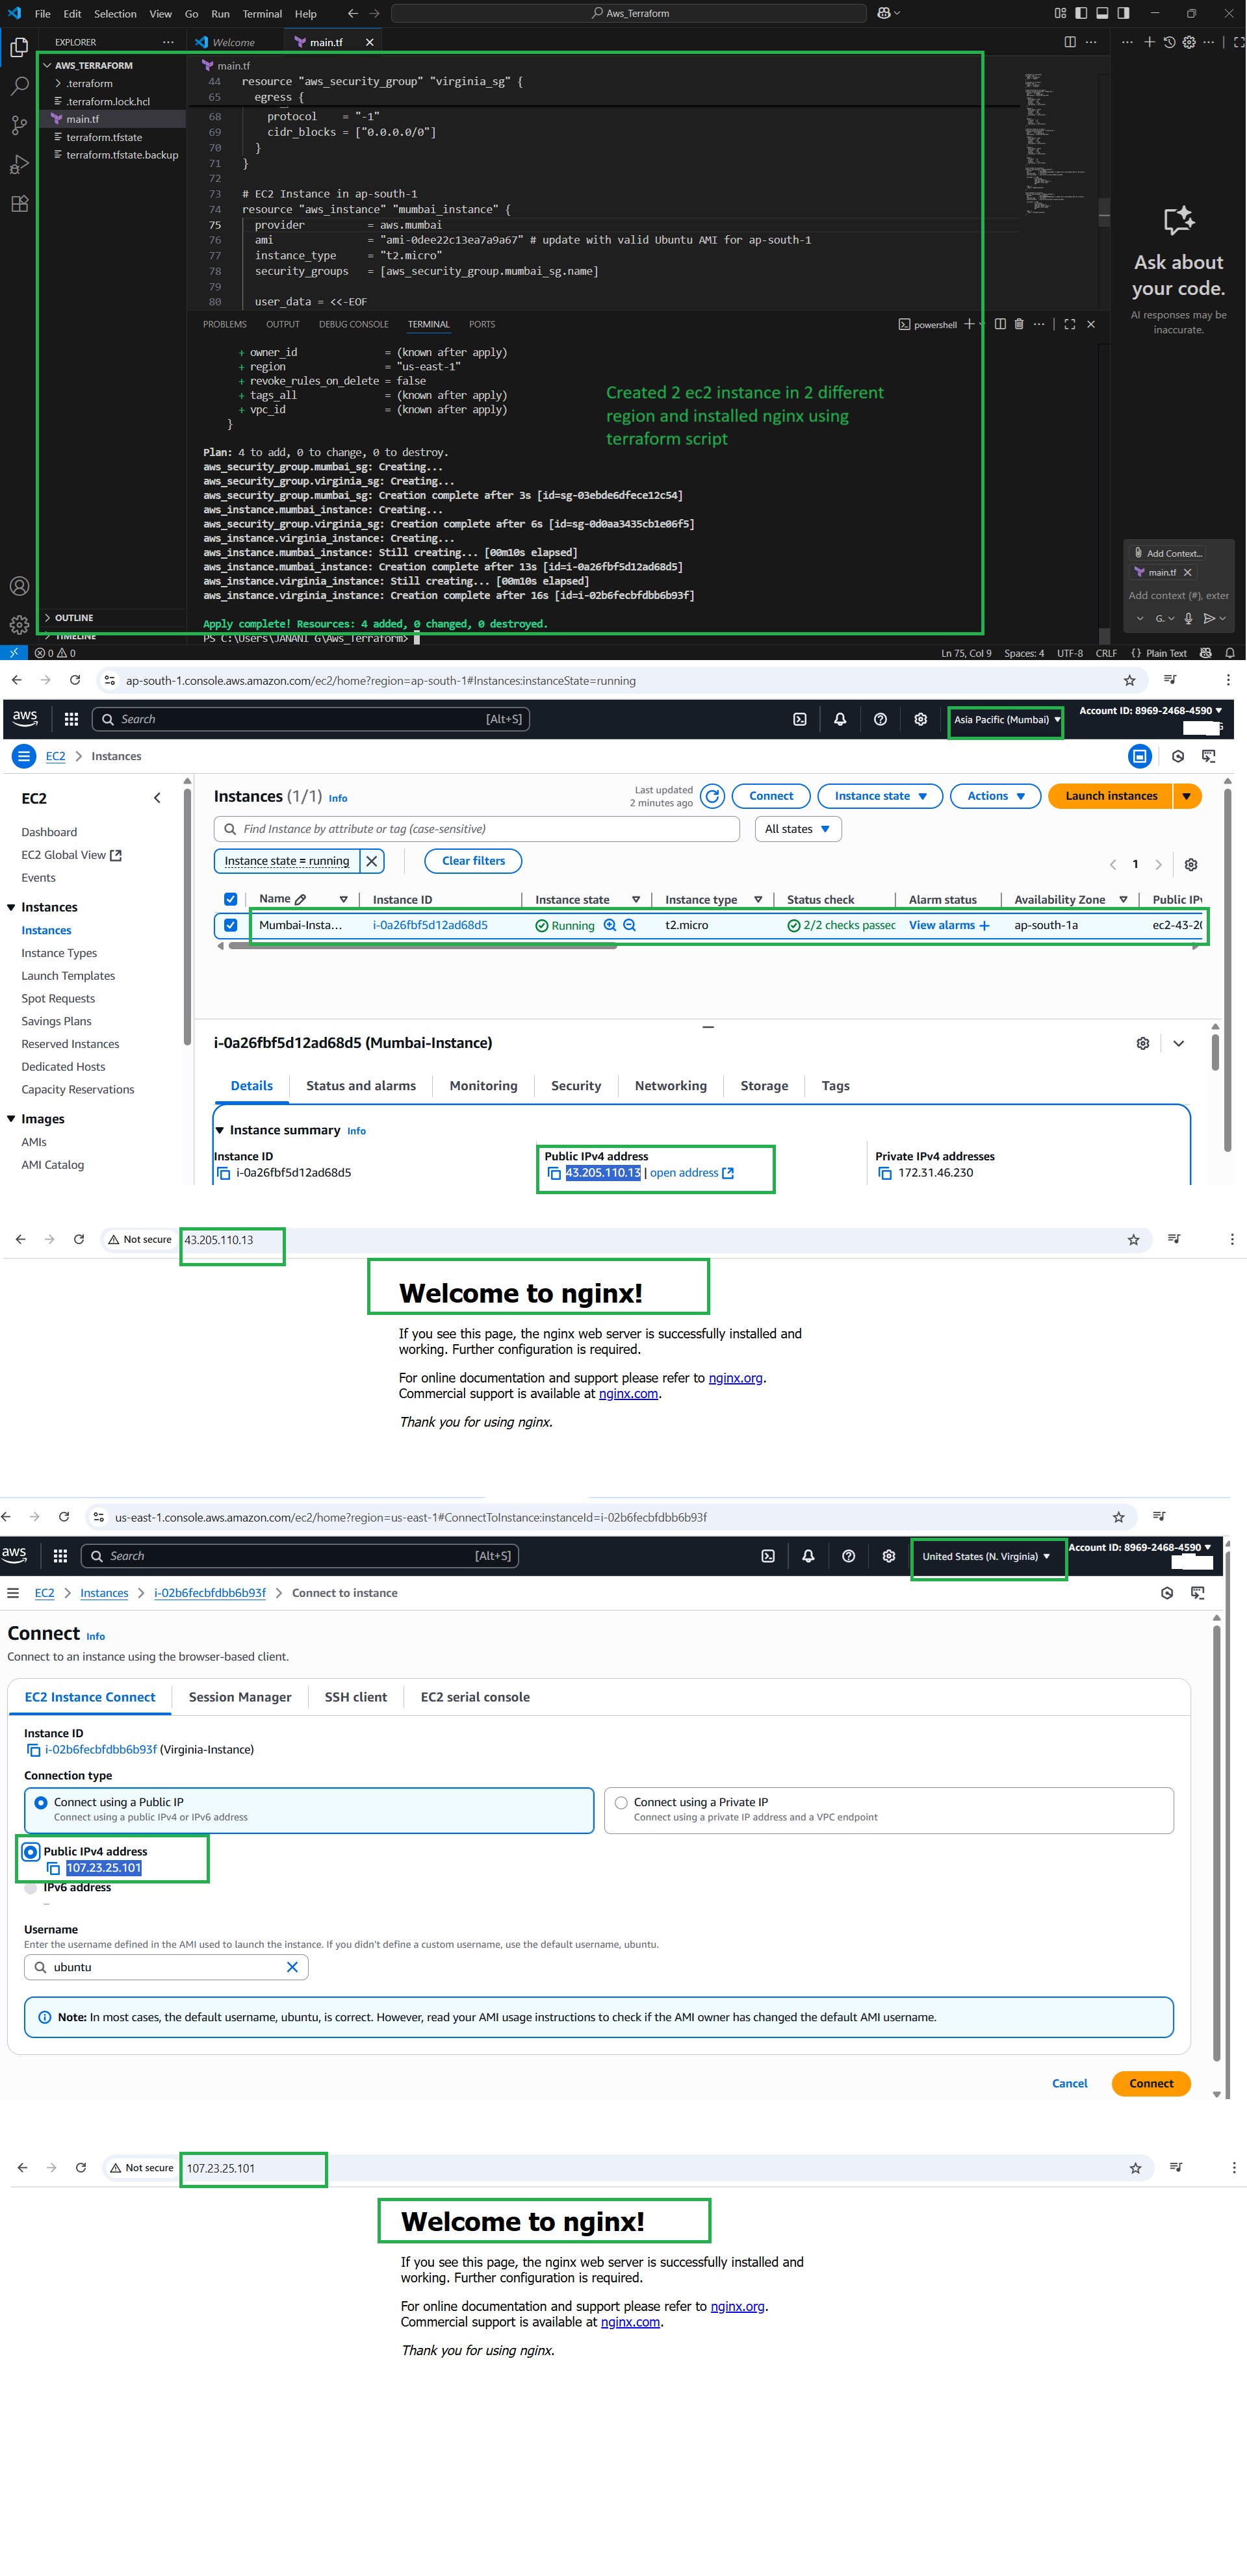 File Edit Selection View Go Run Terminal Help
Aws_Terraform
EXPLORER
Welcome
main.tf
AWS_TERRAFORM
.terraform
.terraform.lock.hcl
main.tf
terraform.tfstate
terraform.tfstate.backup
OUTLINE
TIMELINE
main.tf
44 resource "aws_security_group" "virginia_sg" {
65 egress {
68 protocol = "-1"
69 cidr_blocks = ["0.0.0.0/0"]
70 }
71 }
72
73 # EC2 Instance in ap-south-1
74 resource "aws_instance" "mumbai_instance" {
75 provider = aws.mumbai
76 ami = "ami-0dee22c13ea7a9a67" # update with valid Ubuntu AMI for ap-south-1
77 instance_type = "t2.micro"
78 security_groups = [aws_security_group.mumbai_sg.name]
79
80 user_data = <<-EOF
PROBLEMS OUTPUT DEBUG CONSOLE TERMINAL PORTS
powershell
+ owner_id = (known after apply)
+ region = "us-east-1"
+ revoke_rules_on_delete = false
+ tags_all = (known after apply)
+ vpc_id = (known after apply)
}
Created 2 ec2 instance in 2 different
region and installed nginx using
terraform script
Plan: 4 to add, 0 to change, 0 to destroy.
aws_security_group.mumbai_sg: Creating...
aws_security_group.virginia_sg: Creating...
aws_security_group.mumbai_sg: Creation complete after 3s [id=sg-03ebde6dfece12c54]
aws_instance.mumbai_instance: Creating...
aws_security_group.virginia_sg: Creation complete after 6s [id=sg-0d0aa3435cb1e06f5]
aws_instance.virginia_instance: Creating...
aws_instance.mumbai_instance: Still creating... [00m10s elapsed]
aws_instance.mumbai_instance: Creation complete after 13s [id=i-0a26fbf5d12ad68d5]
aws_instance.virginia_instance: Still creating... [00m10s elapsed]
aws_instance.virginia_instance: Creation complete after 16s [id=i-02b6fecbfdbb6b93f]
Apply complete! Resources: 4 added, 0 changed, 0 destroyed.
PS C:\Users\JANANI G\Aws_Terraform>
Ask about
your code.
AI responses may be
inaccurate.
Add Context...
main.tf
Add context (#), exter
G.
0 0
Ln 75, Col 9 Spaces: 4 UTF-8 CRLF {} Plain Text
ap-south-1.console.aws.amazon.com/ec2/home?region=ap-south-1#Instances:instanceState=running
aws
Search [Alt+S]
Asia Pacific (Mumbai)
Account ID: 8969-2468-4590
EC2 Instances
EC2
Dashboard
EC2 Global View
Events
Instances
Instances
Instance Types
Launch Templates
Spot Requests
Savings Plans
Reserved Instances
Dedicated Hosts
Capacity Reservations
Images
AMIs
AMI Catalog
Instances (1/1) Info
Last updated
2 minutes ago
Connect
Instance state
Actions
Launch instances
Find Instance by attribute or tag (case-sensitive)
All states
Instance state = running
Clear filters
1
Name Instance ID Instance state Instance type Status check Alarm status Availability Zone Public IPv
Mumbai-Insta... i-0a26fbf5d12ad68d5 Running t2.micro 2/2 checks passec View alarms + ap-south-1a ec2-43-20
i-0a26fbf5d12ad68d5 (Mumbai-Instance)
Details Status and alarms Monitoring Security Networking Storage Tags
Instance summary Info
Instance ID
i-0a26fbf5d12ad68d5
Public IPv4 address
43.205.110.13 | open address
Private IPv4 addresses
172.31.46.230
Not secure 43.205.110.13
Welcome to nginx!
If you see this page, the nginx web server is successfully installed and
working. Further configuration is required.
For online documentation and support please refer to nginx.org.
Commercial support is available at nginx.com.
Thank you for using nginx.
us-east-1.console.aws.amazon.com/ec2/home?region=us-east-1#ConnectToInstance:instanceId=i-02b6fecbfdbb6b93f
aws
Search [Alt+S]
United States (N. Virginia)
Account ID: 8969-2468-4590
EC2 Instances i-02b6fecbfdbb6b93f Connect to instance
Connect Info
Connect to an instance using the browser-based client.
EC2 Instance Connect Session Manager SSH client EC2 serial console
Instance ID
i-02b6fecbfdbb6b93f (Virginia-Instance)
Connection type
Connect using a Public IP
Connect using a public IPv4 or IPv6 address
Connect using a Private IP
Connect using a private IP address and a VPC endpoint
Public IPv4 address
107.23.25.101
IPv6 address
–
Username
Enter the username defined in the AMI used to launch the instance. If you didn't define a custom username, use the default username, ubuntu.
ubuntu
Note: In most cases, the default username, ubuntu, is correct. However, read your AMI usage instructions to check if the AMI owner has changed the default AMI username.
Cancel
Connect
Not secure 107.23.25.101
Welcome to nginx!
If you see this page, the nginx web server is successfully installed and
working. Further configuration is required.
For online documentation and support please refer to nginx.org.
Commercial support is available at nginx.com.
Thank you for using nginx.